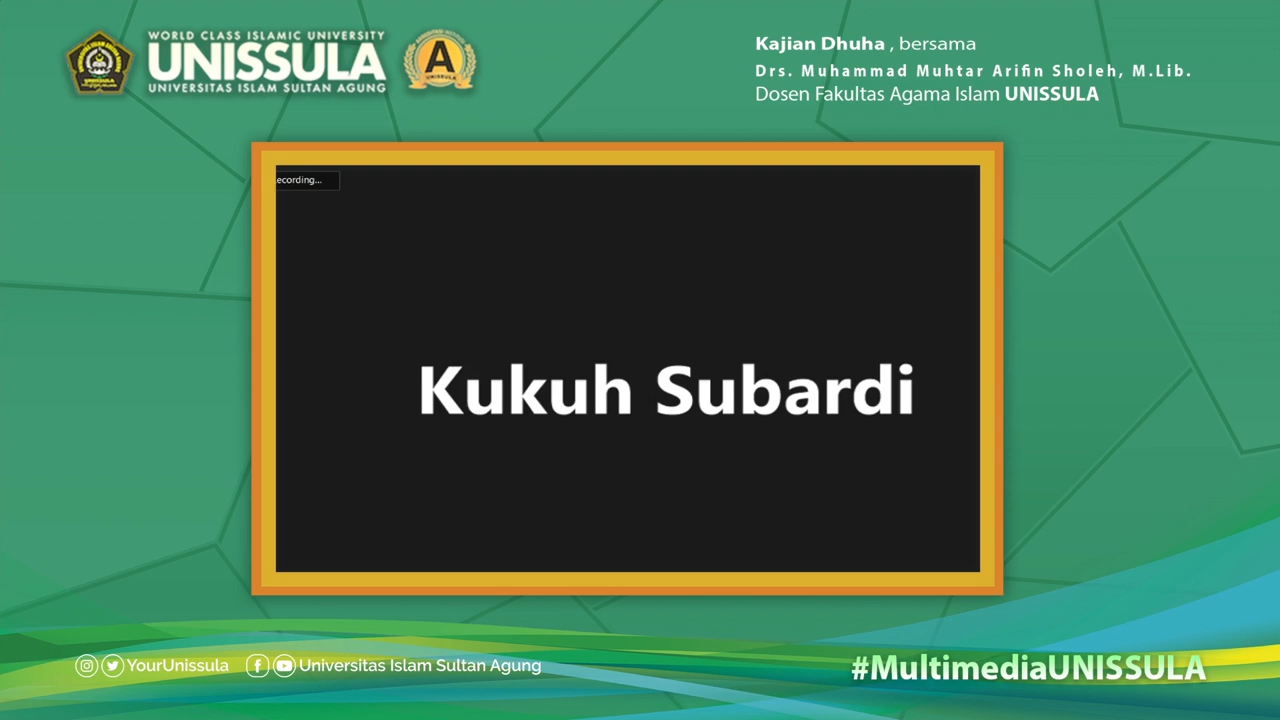 WORLD CLASS ISLAMIC UNIVERSITY
UNISSULA
UNIVERSITAS ISLAM SULTAN AGUNG
A
UNISSULA
Kajian Dhuha , bersama
Drs. Muhammad Muhtar Arifin Sholeh, M.Lib.
Dosen Fakultas Agama Islam UNISSULA
ecording...
Kukuh Subardi
YourUnissula
Universitas Islam Sultan Agung
#MultimediaUNISSULA